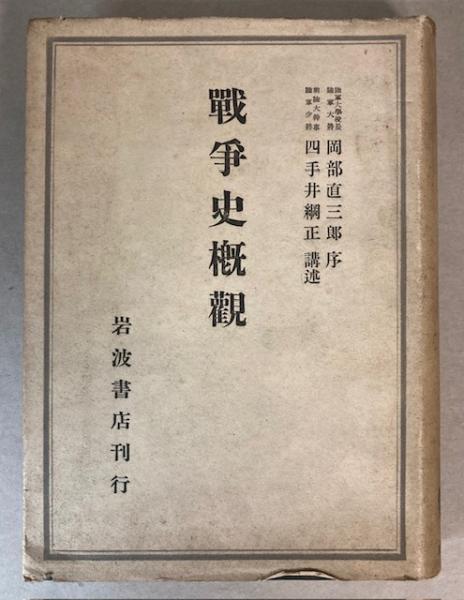 陸軍大學校長
陸軍大將
岡部直三郎 序
前陸大幹事
陸軍少將
四手井綱正 講述
戰爭史概觀
岩波書店刊行